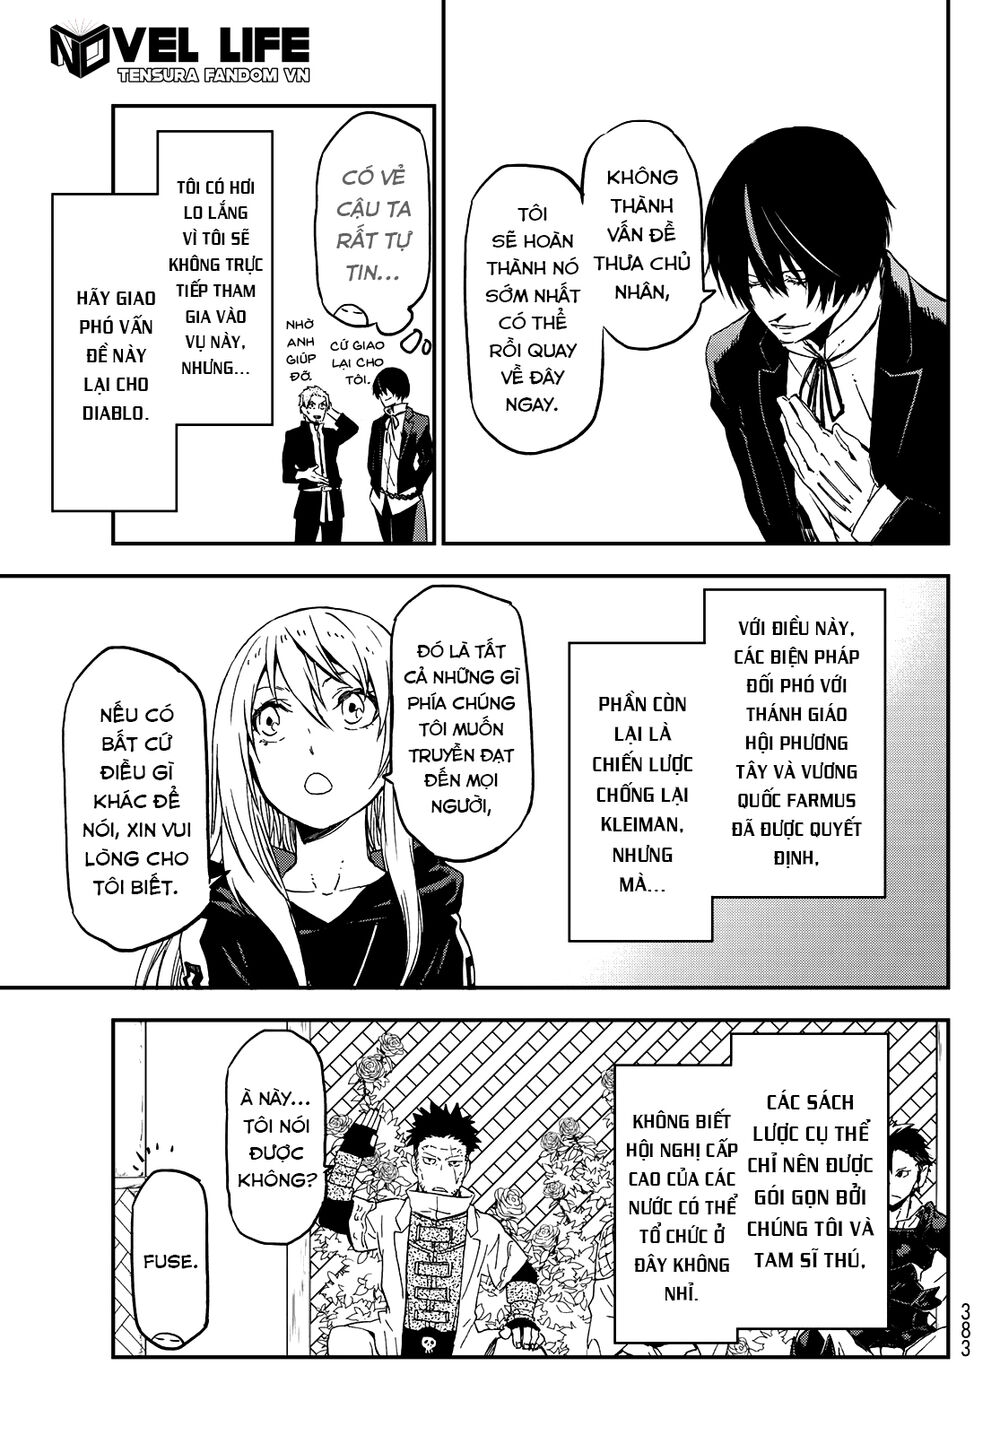 NOVEL LIFE
TENSURA FANDOM VN
KHÔNG
THÀNH
VẤN ĐỀ
THƯA CHỦ
NHÂN,
TÔI
SẼ HOÀN
THÀNH NÓ
SỚM NHẤT
CÓ THỂ
RỒI QUAY
VỀ ĐÂY
NGAY.
CÓ VẺ
CẬU TA
RẤT TỰ
TIN...
CỨ GIAO
LẠI CHO
TÔI.
NHỜ
ANH
GIÚP
ĐỠ.
TÔI CÓ HƠI
LO LẮNG
VÌ TÔI SẼ
KHÔNG TRỰC
TIẾP THAM
GIA VÀO
VỤ NÀY,
NHƯNG...
HÃY GIAO
PHÓ VẤN
ĐỀ NÀY
LẠI CHO
DIABLO.
VỚI ĐIỀU NÀY,
CÁC BIỆN PHÁP
ĐỐI PHÓ VỚI
THÁNH GIÁO
HỘI PHƯƠNG
TÂY VÀ VƯƠNG
QUỐC FARMUS
ĐÃ ĐƯỢC QUYẾT
ĐỊNH,
PHẦN CÒN
LẠI LÀ
CHIẾN LƯỢC
CHỐNG LẠI
KLEIMAN,
NHƯNG
MÀ...
ĐÓ LÀ TẤT
CẢ NHỮNG GÌ
PHÍA CHÚNG
TÔI MUỐN
TRUYỀN ĐẠT
ĐẾN MỌI
NGƯỜI,
NẾU CÓ
BẤT CỨ
ĐIỀU GÌ
KHÁC ĐỂ
NÓI, XIN VUI
LÒNG CHO
TÔI BIẾT.
CÁC SÁCH
LƯỢC CỤ THỂ
CHỈ NÊN ĐƯỢC
GÓI GỌN BỞI
CHÚNG TÔI VÀ
TAM SĨ THÚ,
KHÔNG BIẾT
HỘI NGHỊ CẤP
CAO CỦA CÁC
NƯỚC CÓ THỂ
TỔ CHỨC Ở
ĐÂY KHÔNG
NHỈ.
À NÀY...
TÔI NÓI
ĐƯỢC
KHÔNG?
FUSE.
383